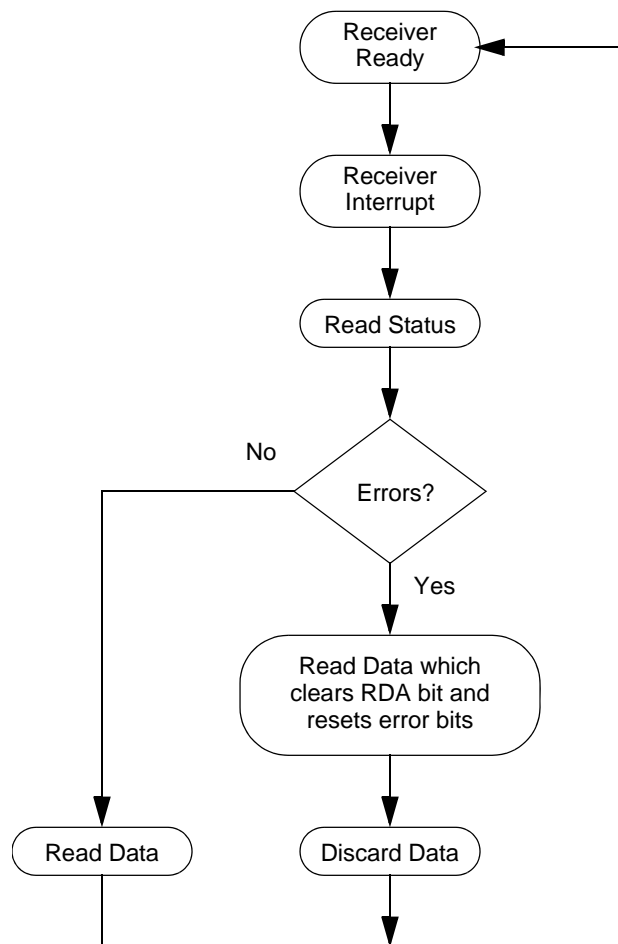 Receiver
Ready
Receiver
Interrupt
Read Status
No
Errors?
Yes
Read Data which
clears RDA bit and
resets error bits
Read Data
Discard Data